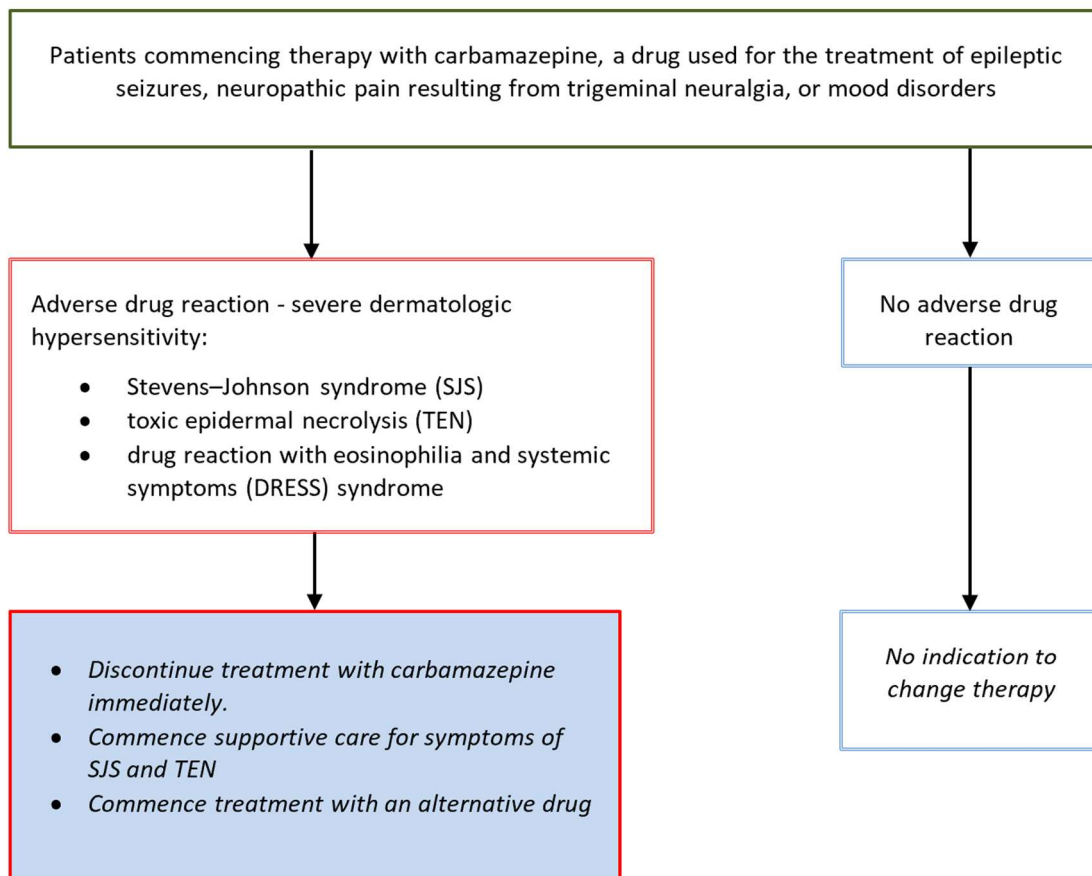 Patients commencing therapy with carbamazepine, a drug used for the treatment of epileptic
seizures, neuropathic pain resulting from trigeminal neuralgia, or mood disorders
Adverse drug reaction - severe dermatologic
hypersensitivity:
• Stevens–Johnson syndrome (SJS)
• toxic epidermal necrolysis (TEN)
• drug reaction with eosinophilia and systemic
symptoms (DRESS) syndrome
No adverse drug
reaction
• Discontinue treatment with carbamazepine
immediately.
• Commence supportive care for symptoms of
SJS and TEN
• Commence treatment with an alternative drug
No indication to
change therapy